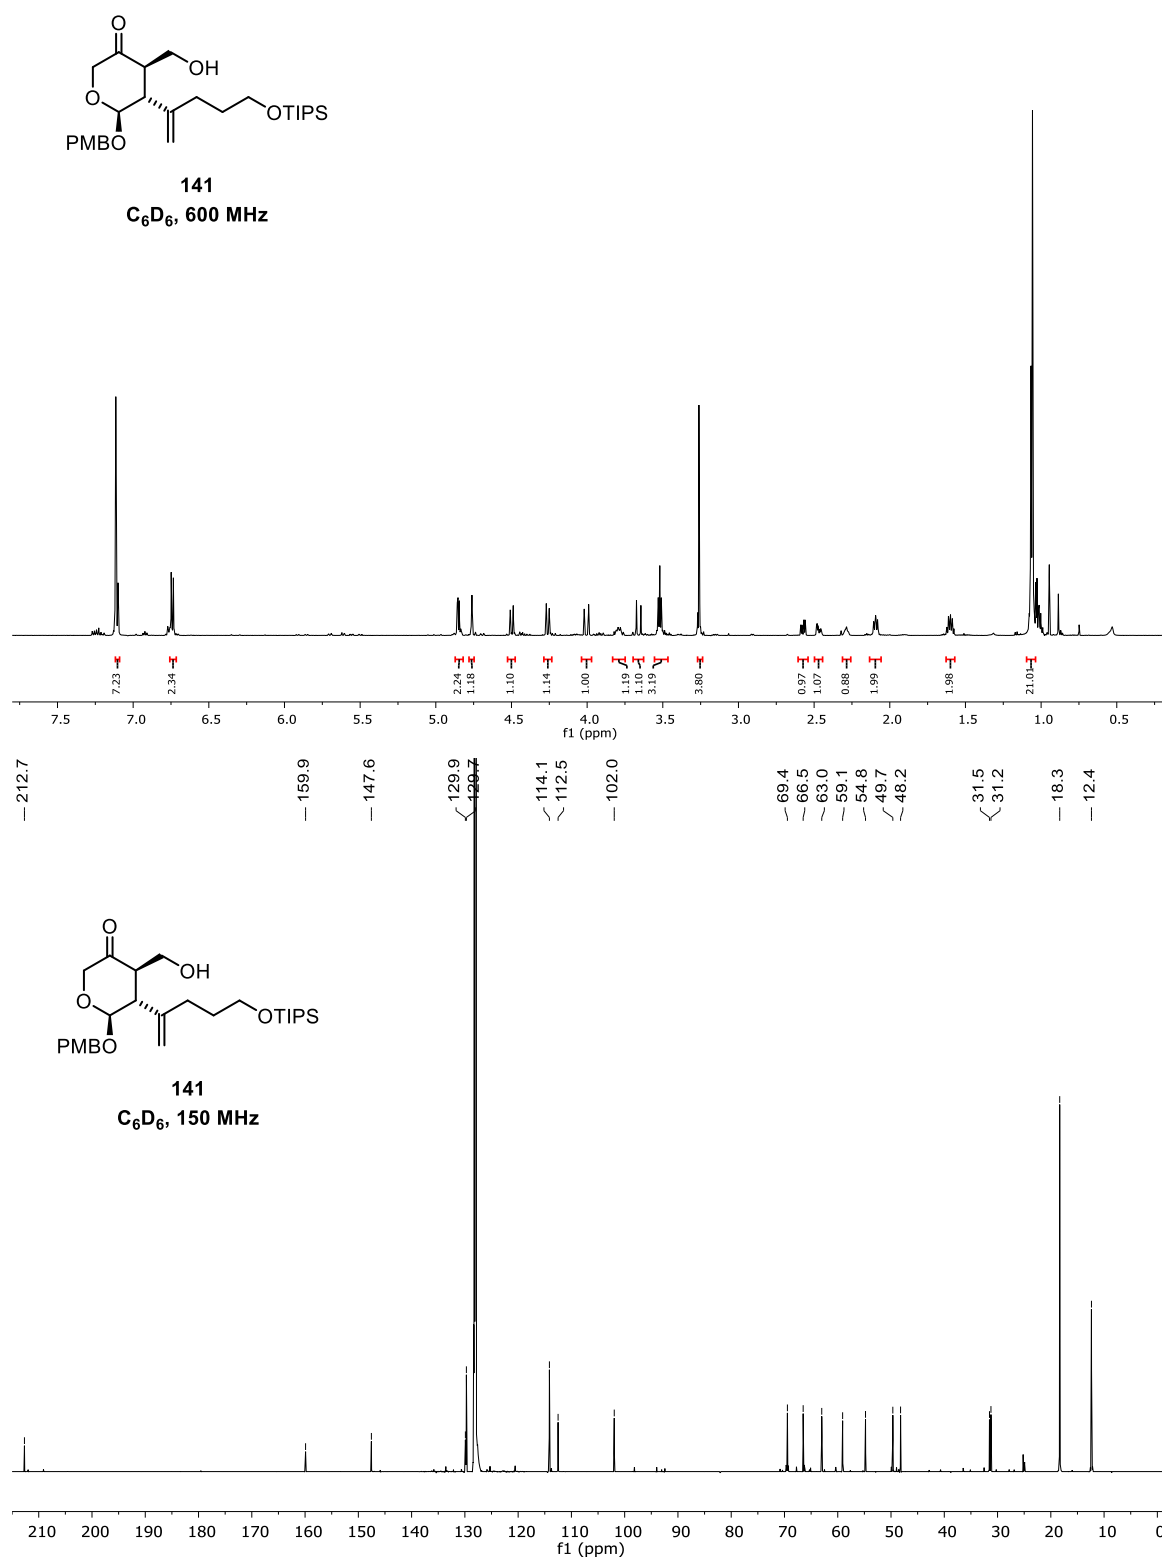 O
OH
O
OTIPS
PMBO
141
C6D6, 600 MHz
7.23 2.34 2.24 1.18 1.10 1.14 1.00 1.19 1.10 3.19 3.80 0.97 1.07 0.88 1.99 1.98 21.01
7.5 7.0 6.5 6.0 5.5 5.0 4.5 4.0 3.5 3.0 2.5 2.0 1.5 1.0 0.5
f1 (ppm)
212.7 159.9 147.6 129.9 129.7 114.1 112.5 102.0 69.4 66.5 63.0 59.1 54.8 49.7 48.2 31.5 31.2 18.3 12.4
O
OH
O
OTIPS
PMBO
141
C6D6, 150 MHz
210 200 190 180 170 160 150 140 130 120 110 100 90 80 70 60 50 40 30 20 10 0
f1 (ppm)